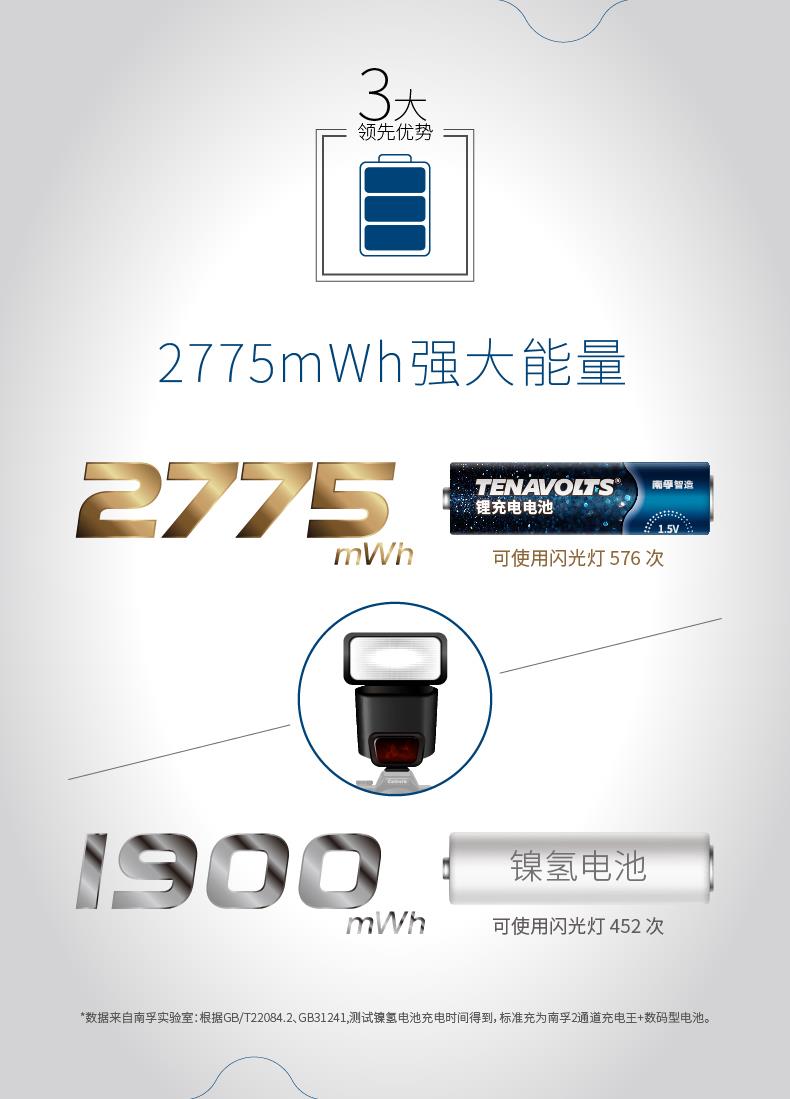 3大
领先优势
2775mWh强大能量
2775
mWh
TENAVOLTS®
锂充电电池
南孚智造
1.5V
可使用闪光灯 576 次
1900
mWh
镍氢电池
可使用闪光灯 452 次
*数据来自南孚实验室：根据GB/T22084.2、GB31241,测试镍氢电池充电时间得到，标准充为南孚2通道充电王+数码型电池。